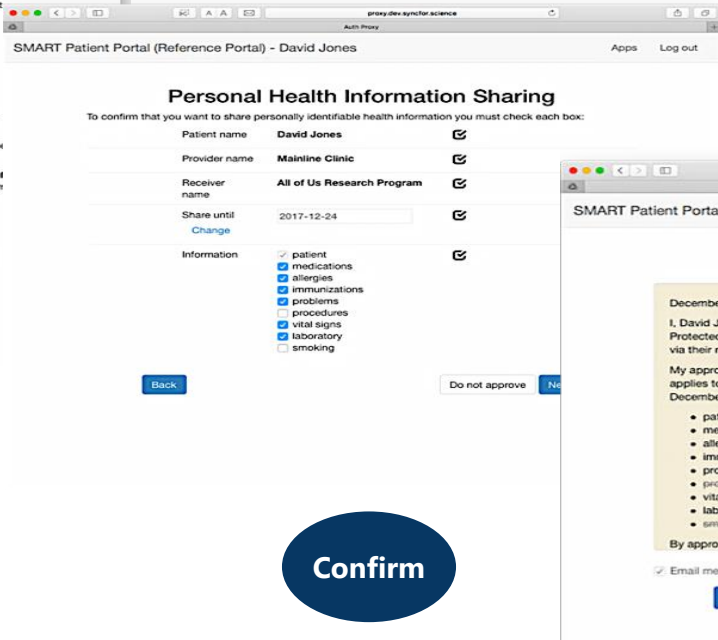 proxy.dev.syncfor.science
Auth Proxy
SMART Patient Portal (Reference Portal) - David Jones
Apps Log out
Personal Health Information Sharing
To confirm that you want to share personally identifiable health information you must check each box:
Patient name David Jones
Provider name Mainline Clinic
Receiver name All of Us Research Program
Share until 2017-12-24
Change
Information
patient
medications
allergies
immunizations
problems
procedures
vital signs
laboratory
smoking
Back
Do not approve
Ne
SMART Patient Porta
Decembe
I, David J
Protected
via their r
My appro
applies to
Decembe
pat
me
alle
imm
pro
pro
vita
lab
sm
By appro
Email me
Confirm